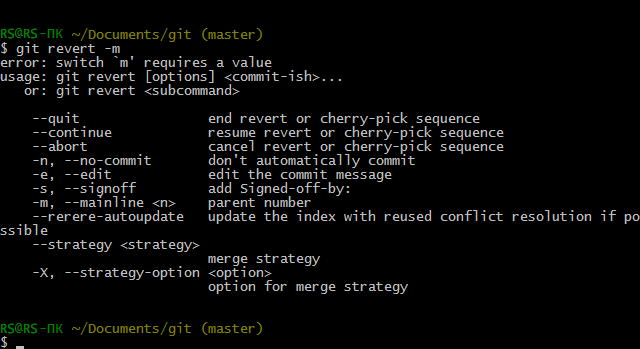 RS@RS-ПК ~/Documents/git (master)
$ git revert -m
error: switch `m' requires a value
usage: git revert [options] <commit-ish>...
   or: git revert <subcommand>

    --quit                end revert or cherry-pick sequence
    --continue            resume revert or cherry-pick sequence
    --abort               cancel revert or cherry-pick sequence
    -n, --no-commit       don't automatically commit
    -e, --edit            edit the commit message
    -s, --signoff         add Signed-off-by:
    -m, --mainline <n>    parent number
    --rerere-autoupdate   update the index with reused conflict resolution if po
ssible
    --strategy <strategy>
                          merge strategy
    -X, --strategy-option <option>
                          option for merge strategy

RS@RS-ПК ~/Documents/git (master)
$